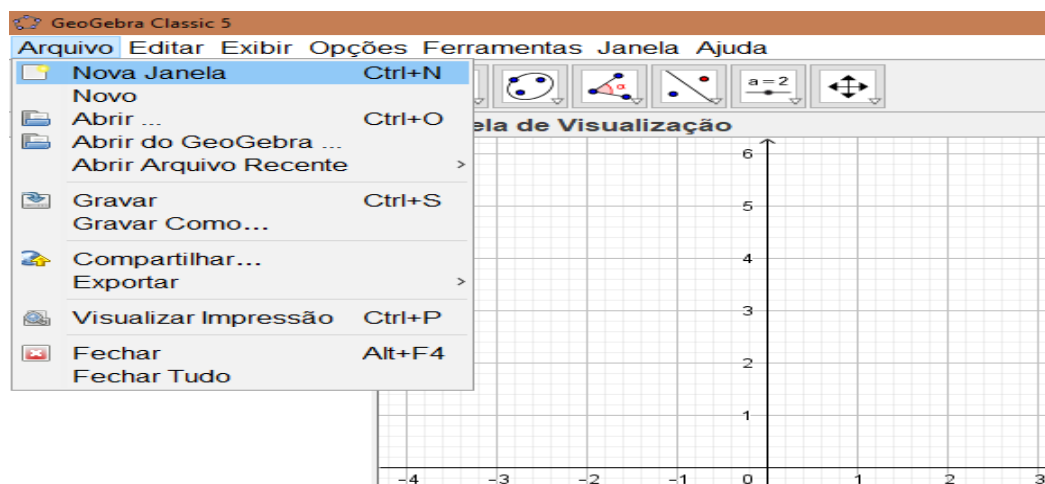 GeoGebra Classic 5
Arquivo Editar Exibir Opções Ferramentas Janela Ajuda
Nova Janela Ctrl+N
Novo
Abrir ... Ctrl+O
Abrir do GeoGebra ...
Abrir Arquivo Recente >
Gravar Ctrl+S
Gravar Como...
Compartilhar...
Exportar >
Visualizar Impressão Ctrl+P
Fechar Alt+F4
Fechar Tudo
α
a = 2
ela de Visualização
6
5
4
3
2
1
-4 -3 -2 -1 0 1 2 3